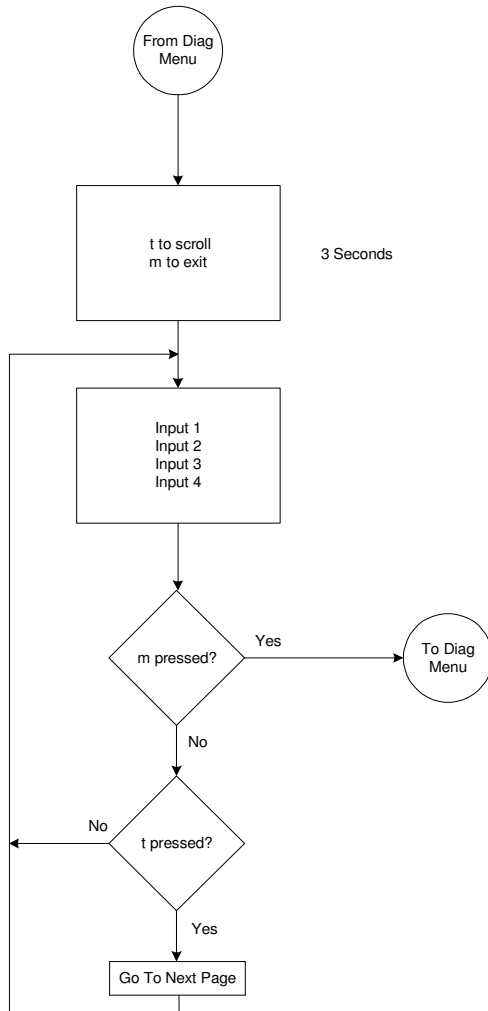 From Diag
Menu
t to scroll
m to exit
3 Seconds
Input 1
Input 2
Input 3
Input 4
m pressed?
Yes
To Diag
Menu
No
t pressed?
No
Yes
Go To Next Page